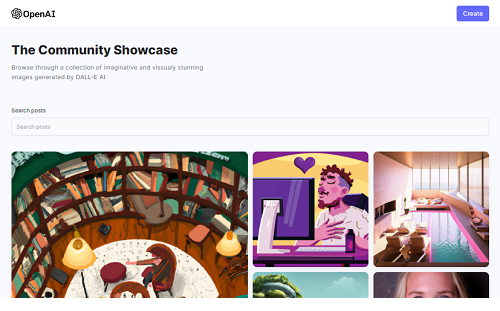 OpenAI
Create
The Community Showcase
Browse through a collection of imaginative and vissualy stunning
images generated by DALL-E AI
Search posts
Search posts